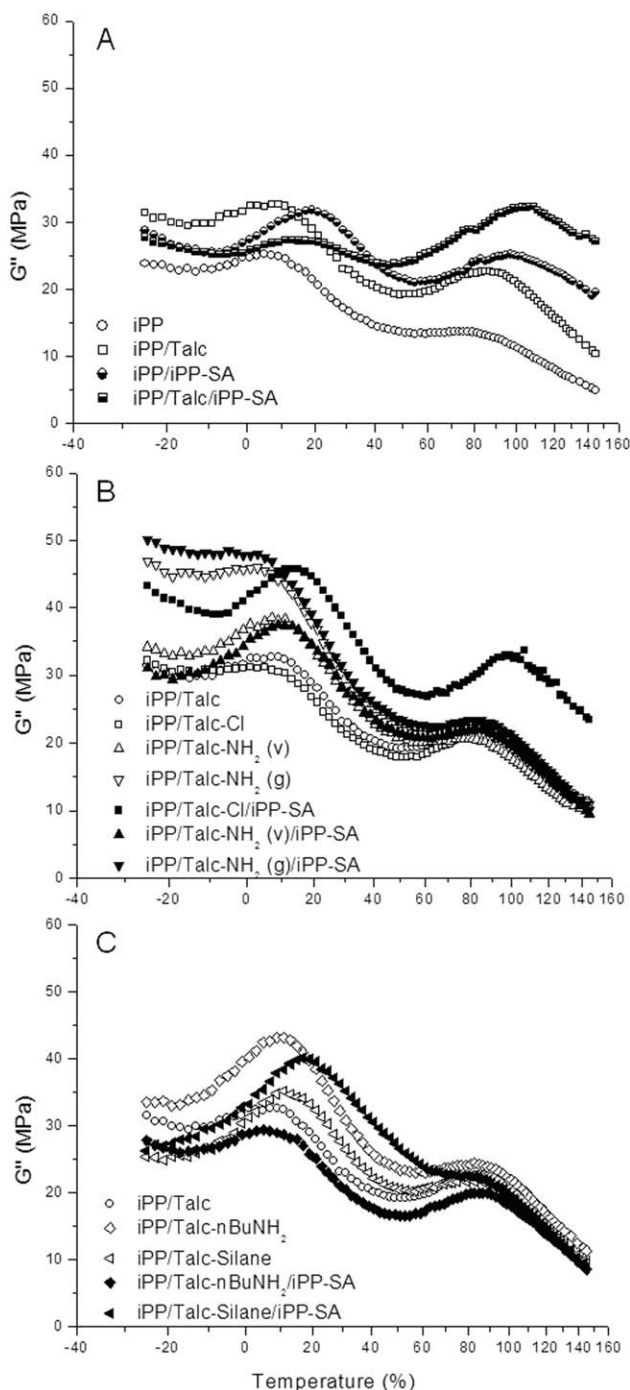 A
60
50
40
30
20
10
0
G" (MPa)
iPP
iPP/Talc
iPP/iPP-SA
iPP/Talc/iPP-SA
-40 -20 0 20 40 60 80 100 120 140 160
B
60
50
40
30
20
10
0
G" (MPa)
iPP/Talc
iPP/Talc-Cl
iPP/Talc-NH₂ (v)
iPP/Talc-NH₂ (g)
iPP/Talc-Cl/iPP-SA
iPP/Talc-NH₂ (v)/iPP-SA
iPP/Talc-NH₂ (g)/iPP-SA
-40 -20 0 20 40 60 80 100 120 140 160
C
60
50
40
30
20
10
0
G" (MPa)
iPP/Talc
iPP/Talc-nBuNH₂
iPP/Talc-Silane
iPP/Talc-nBuNH₂/iPP-SA
iPP/Talc-Silane/iPP-SA
-40 -20 0 20 40 60 80 100 120 140 160
Temperature (%)